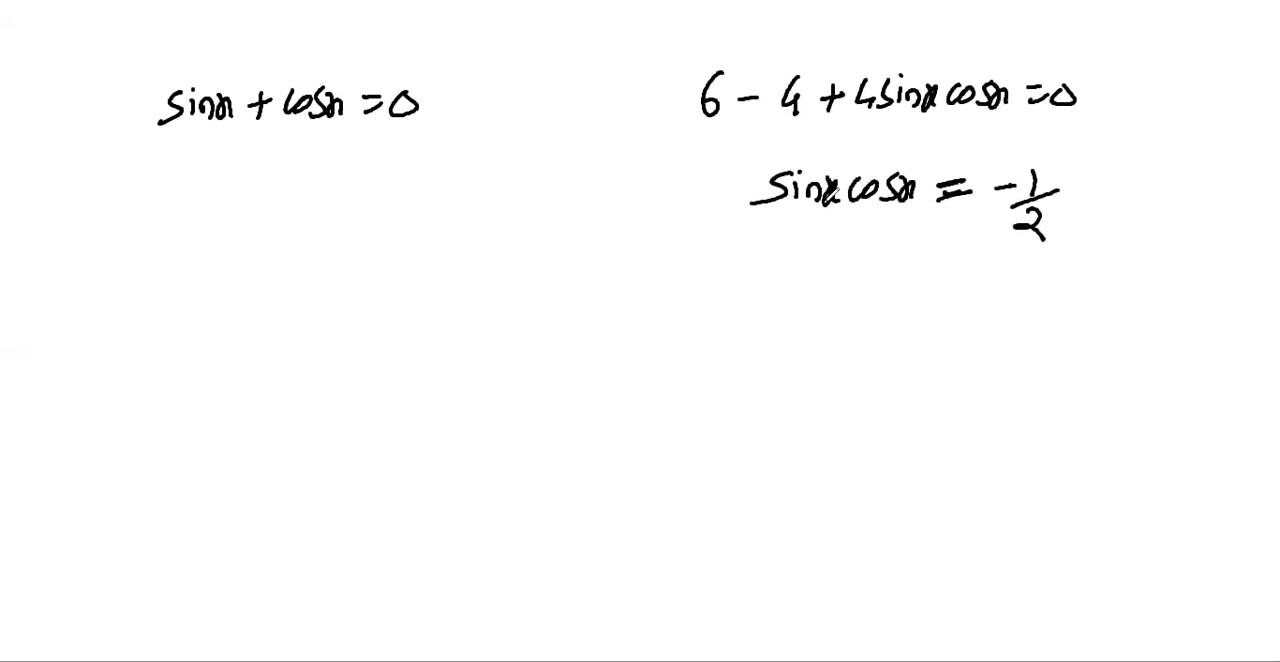 sinx + cosx = 0
6 - 4 + 4sinx cosx = 0
sinx cosx = -1/2